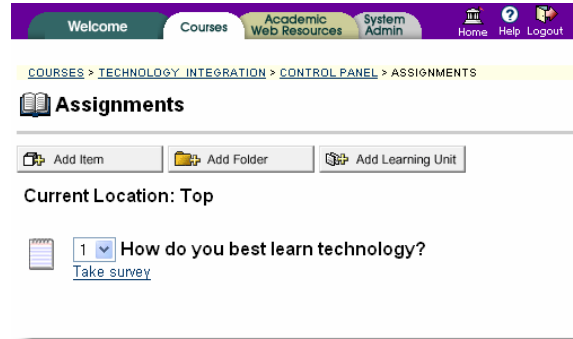 Welcome Courses Academic Web Resources System Admin Home Help Logout
COURSES > TECHNOLOGY INTEGRATION > CONTROL PANEL > ASSIGNMENTS
Assignments
Add Item Add Folder Add Learning Unit
Current Location: Top
1 How do you best learn technology?
Take survey